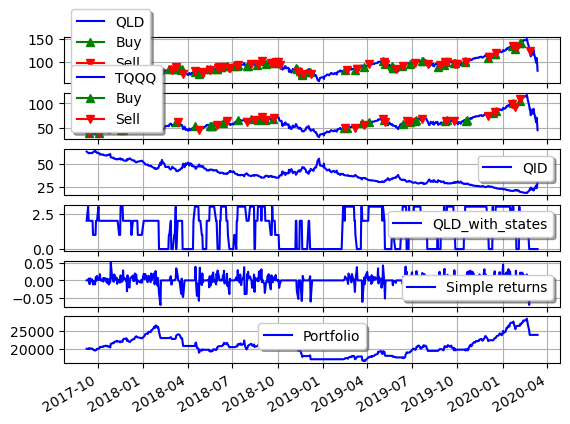 QLD
Buy
Sell
150
100
TQQQ
Buy
Sell
100
50
QID
50
25
QLD_with_states
2.5
0.0
Simple returns
0.05
0.00
−0.05
Portfolio
25000
20000
2017-10
2018-01
2018-04
2018-07
2018-10
2019-01
2019-04
2019-07
2019-10
2020-01
2020-04